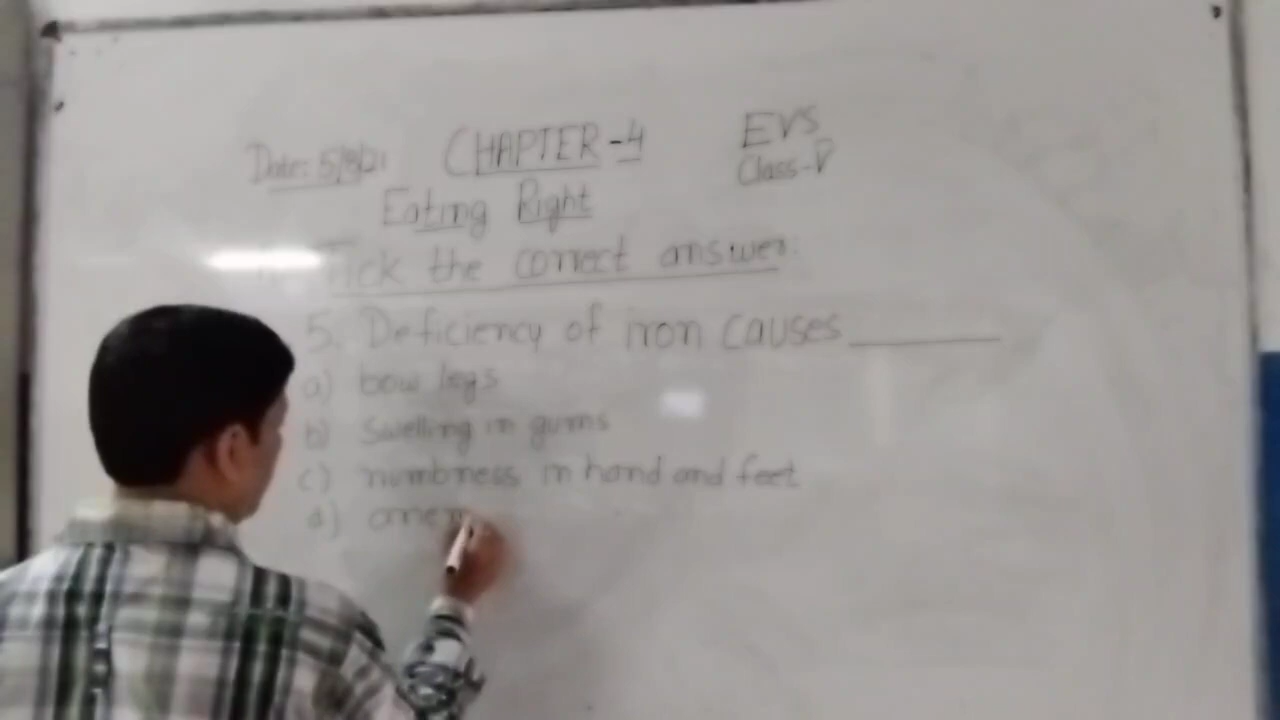 Date: 5/8/21 CHAPTER-4 EVS
Class-V
Eating Right
Tick the correct answer:
5. Deficiency of iron causes ______
a) bow legs
b) Swelling in gums
c) numbness in hand and feet
d) anem